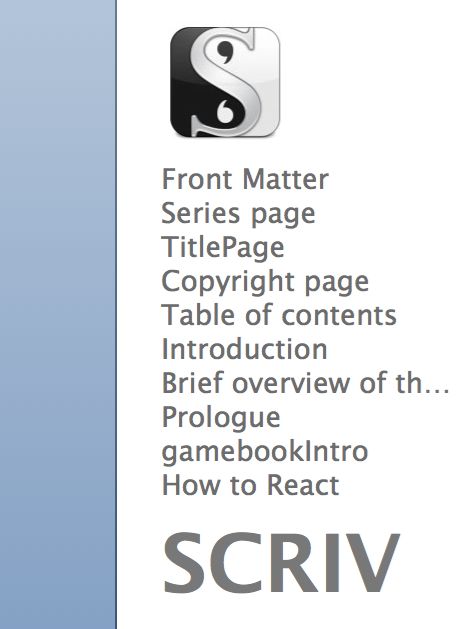 Front Matter
Series page
TitlePage
Copyright page
Table of contents
Introduction
Brief overview of th...
Prologue
gamebookIntro
How to React
SCRIV